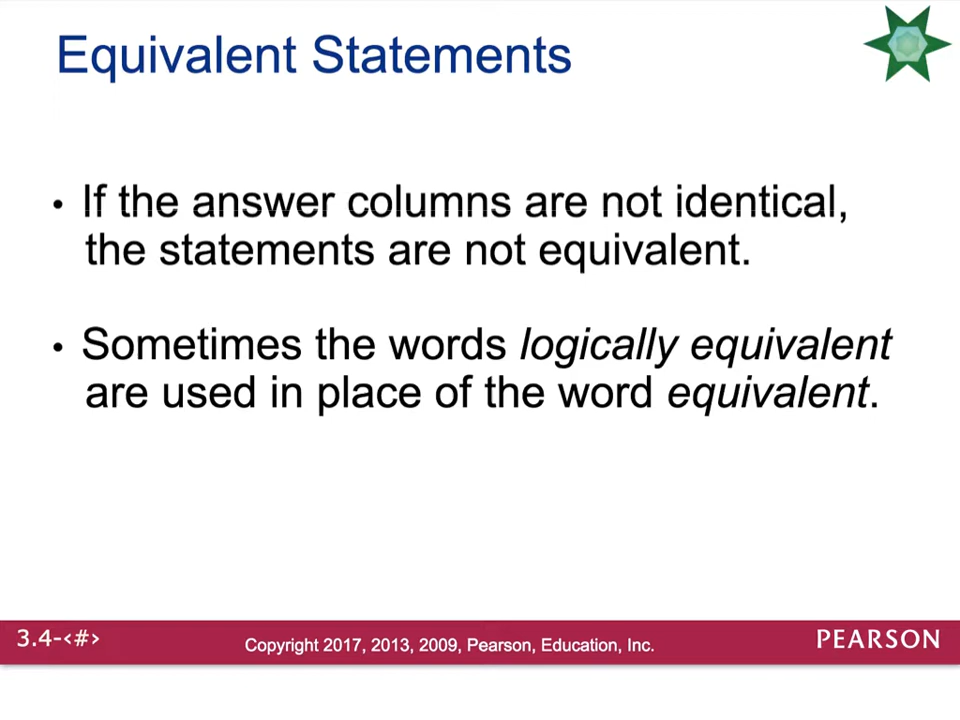 Equivalent Statements
• If the answer columns are not identical,
the statements are not equivalent.
• Sometimes the words logically equivalent
are used in place of the word equivalent.
3.4-<#>
Copyright 2017, 2013, 2009, Pearson, Education, Inc.
PEARSON